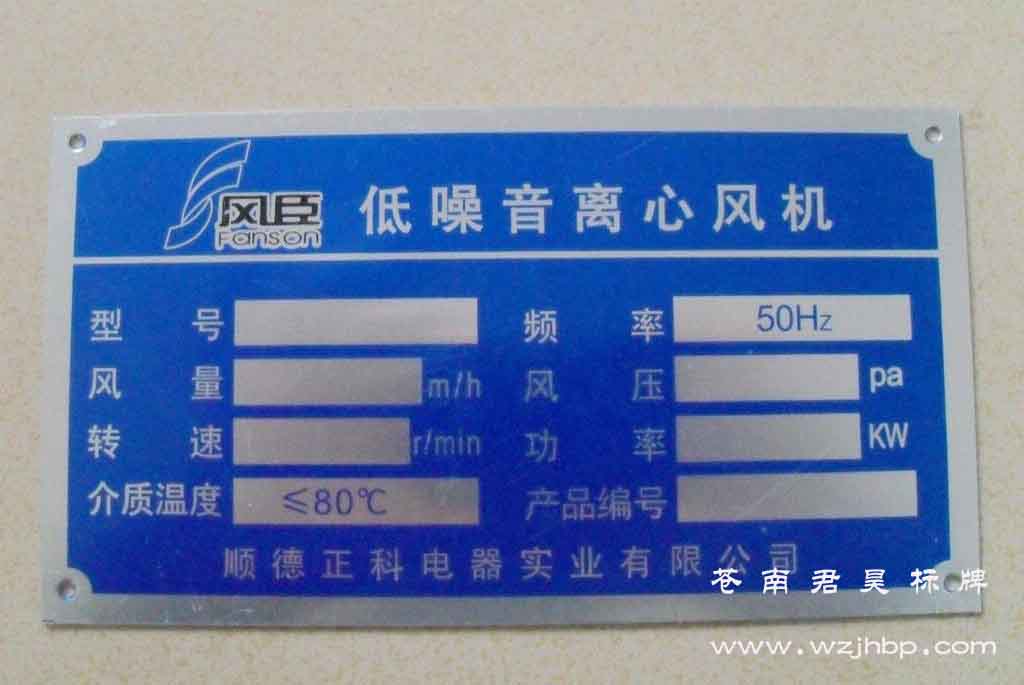 风臣
Fanson
低噪音离心风机
型号 频率 50Hz
风量 m/h 风压 pa
转速 r/min 功率 KW
介质温度 ≤80℃ 产品编号
顺德正科电器实业有限公司
苍南君昊标牌
www.wzjhbp.com